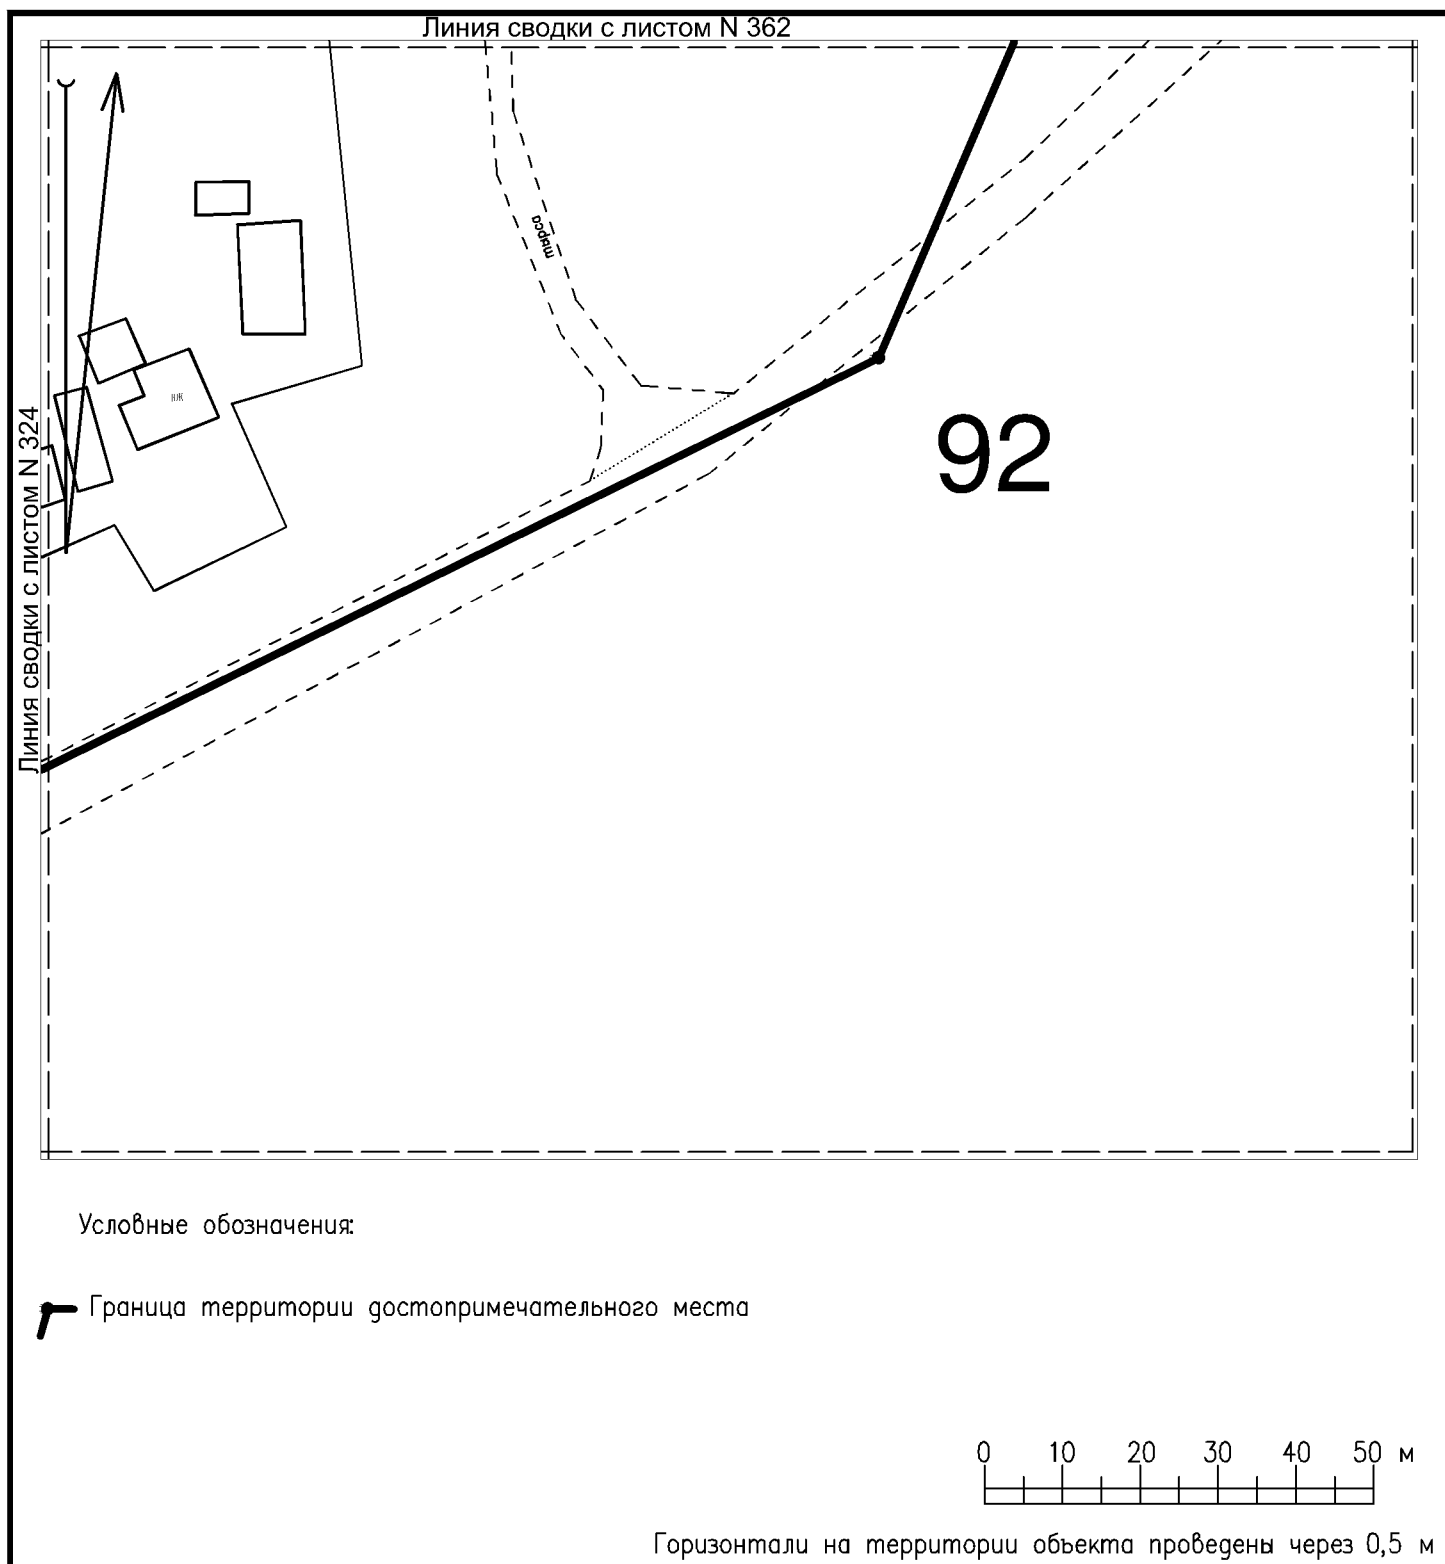 Линия сводки с листом N 362
Линия сводки с листом N 324
тырса
НЖ
92
Условные обозначения:
Граница территории достопримечательного места
0 10 20 30 40 50 м
Горизонтали на территории объекта проведены через 0,5 м